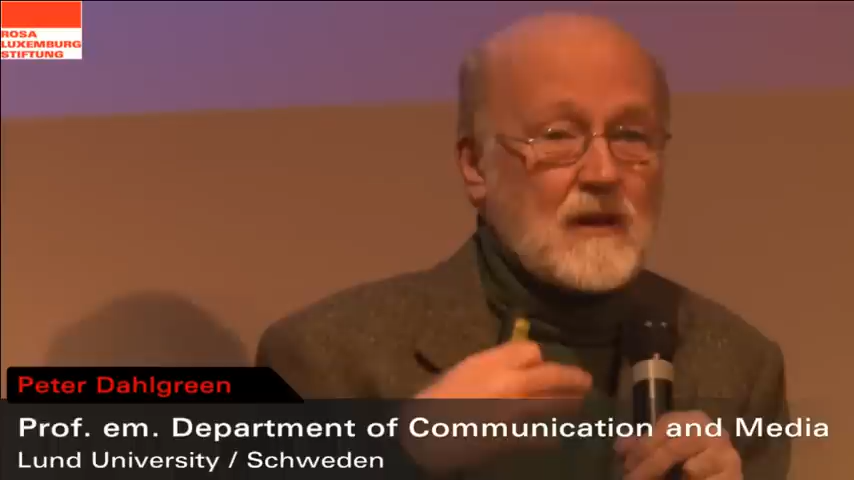 ROSA
LUXEMBURG
STIFTUNG
Peter Dahlgreen
Prof. em. Department of Communication and Media
Lund University / Schweden